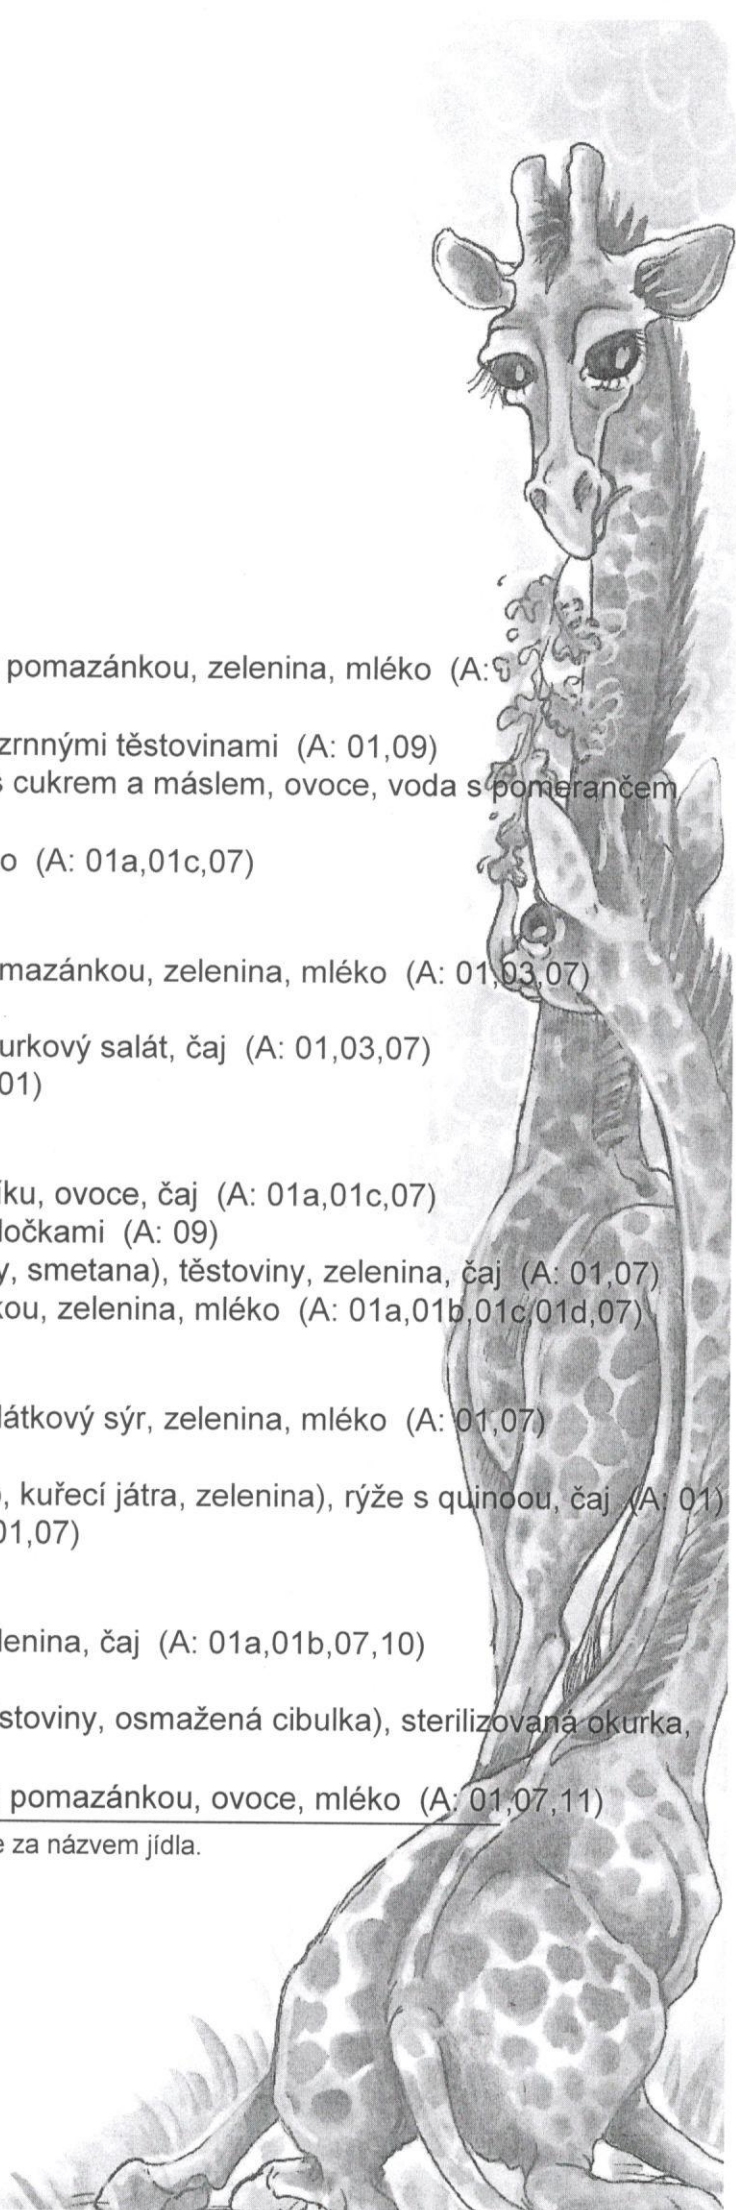 pomazánkou, zelenina, mléko (A:
zrnnými těstovinami (A: 01,09)
s cukrem a máslem, ovoce, voda s pomerančem
o (A: 01a,01c,07)
mazánkou, zelenina, mléko (A: 01,03,07)
urkový salát, čaj (A: 01,03,07)
01)
íku, ovoce, čaj (A: 01a,01c,07)
ločkami (A: 09)
y, smetana), těstoviny, zelenina, čaj (A: 01,07)
kou, zelenina, mléko (A: 01a,01b,01c,01d,07)
látkový sýr, zelenina, mléko (A: 01,07)
, kuřecí játra, zelenina), rýže s quinoou, čaj (A: 01)
01,07)
lenina, čaj (A: 01a,01b,07,10)
stoviny, osmažená cibulka), sterilizovaná okurka,
pomazánkou, ovoce, mléko (A: 01,07,11)
e za názvem jídla.